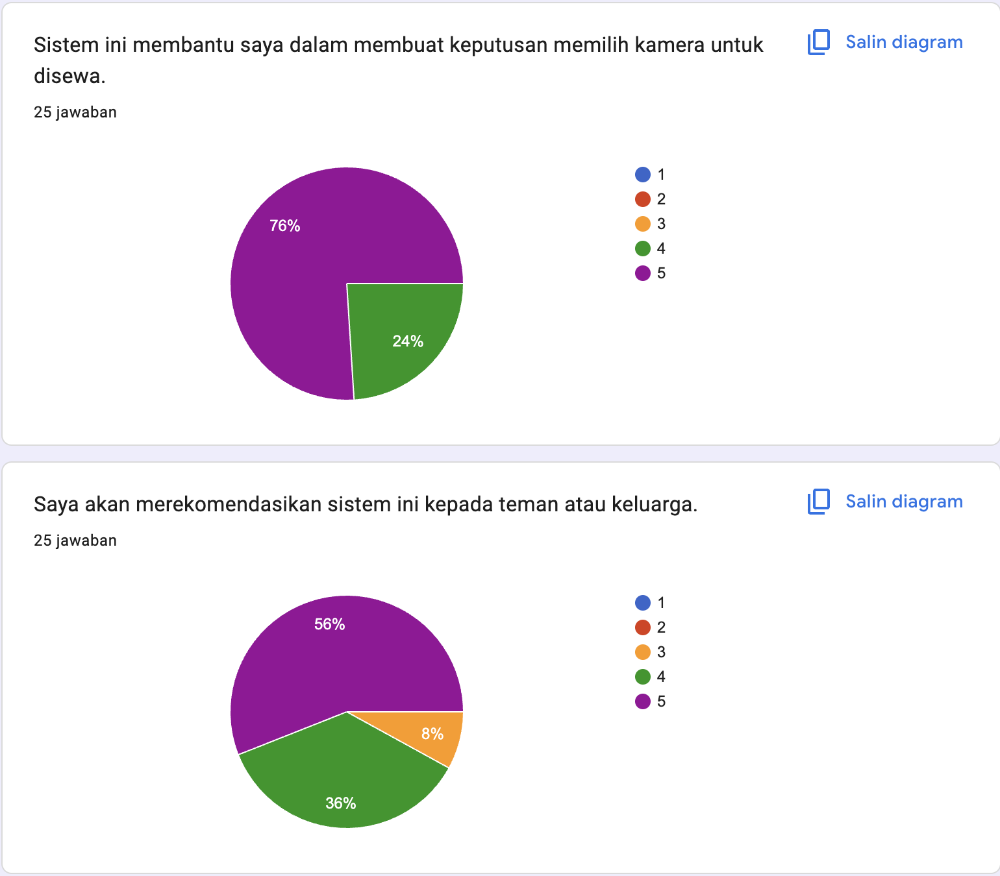 Sistem ini membantu saya dalam membuat keputusan memilih kamera untuk
disewa.
Salin diagram
25 jawaban
76%
24%
1
2
3
4
5
Saya akan merekomendasikan sistem ini kepada teman atau keluarga.
Salin diagram
25 jawaban
56%
8%
36%
1
2
3
4
5